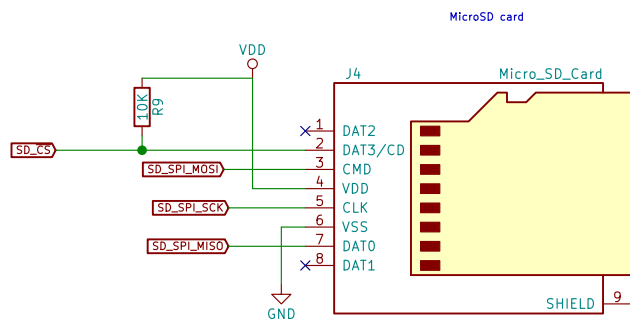 MicroSD card
VDD
J4
Micro_SD_Card
10K
R9
1 DAT2
SD_CS 2 DAT3/CD
SD_SPI_MOSI 3 CMD
4 VDD
SD_SPI_SCK 5 CLK
6 VSS
SD_SPI_MISO 7 DAT0
8 DAT1
SHIELD 9
GND